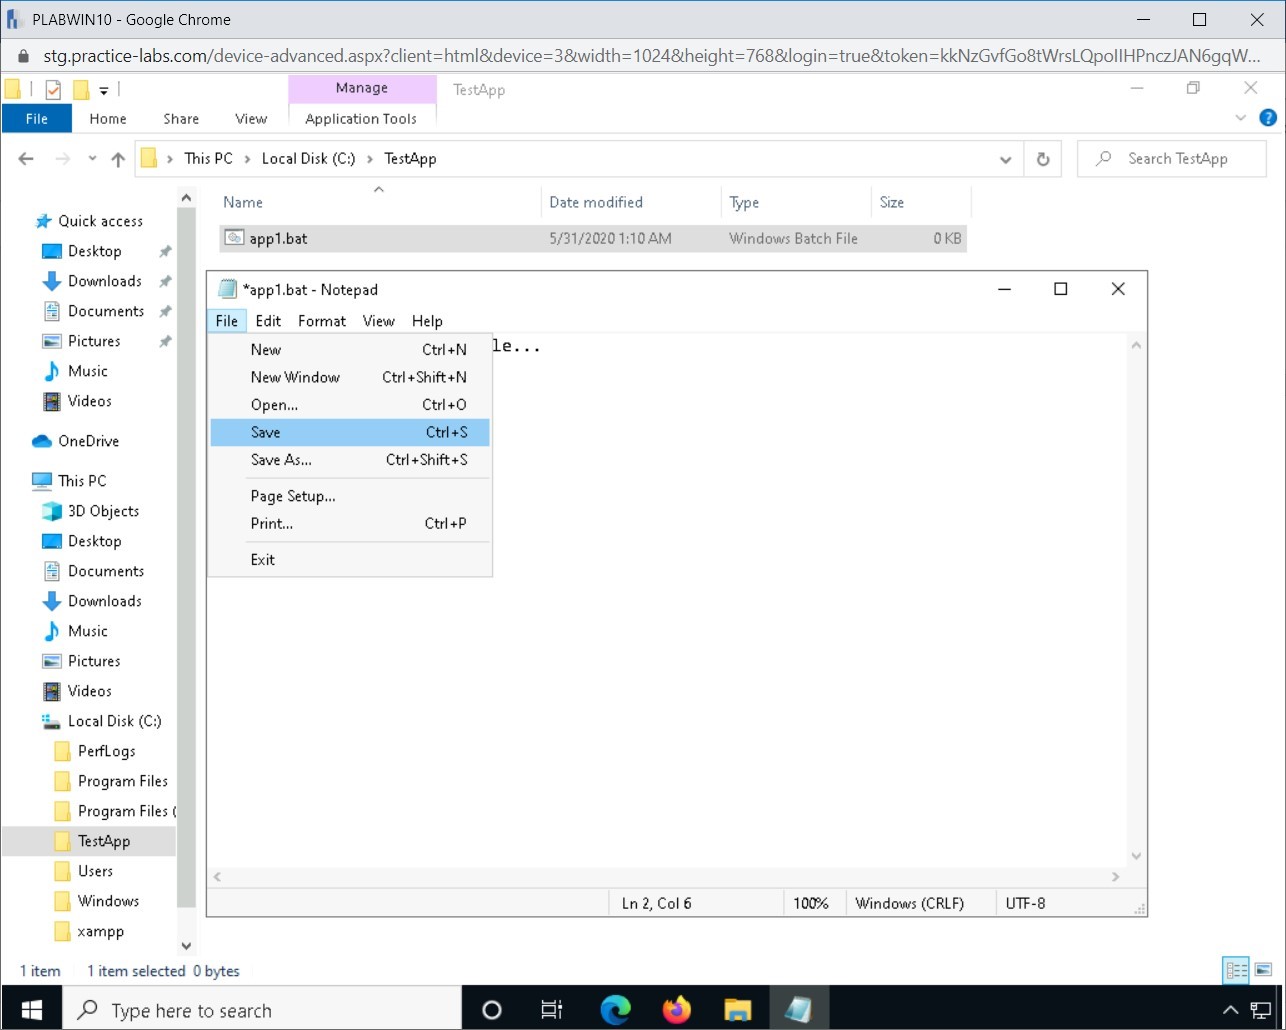 PLABWIN10 - Google Chrome
stg.practice-labs.com/device-advanced.aspx?client=html&device=3&width=1024&height=768&login=true&token=kkNzGvfGo8tWrsLQpoIIHPnczJAN6gqW...
Manage TestApp
File Home Share View Application Tools
This PC Local Disk (C:) TestApp Search TestApp
Name Date modified Type Size
app1.bat 5/31/2020 1:10 AM Windows Batch File 0 KB
Quick access
Desktop
Downloads
Documents
Pictures
Music
Videos
OneDrive
This PC
3D Objects
Desktop
Documents
Downloads
Music
Pictures
Videos
Local Disk (C:)
PerfLogs
Program Files
Program Files (
TestApp
Users
Windows
xampp
*app1.bat - Notepad
File Edit Format View Help
le...
New Ctrl+N
New Window Ctrl+Shift+N
Open... Ctrl+O
Save Ctrl+S
Save As... Ctrl+Shift+S
Page Setup...
Print... Ctrl+P
Exit
Ln 2, Col 6 100% Windows (CRLF) UTF-8
1 item 1 item selected 0 bytes
Type here to search